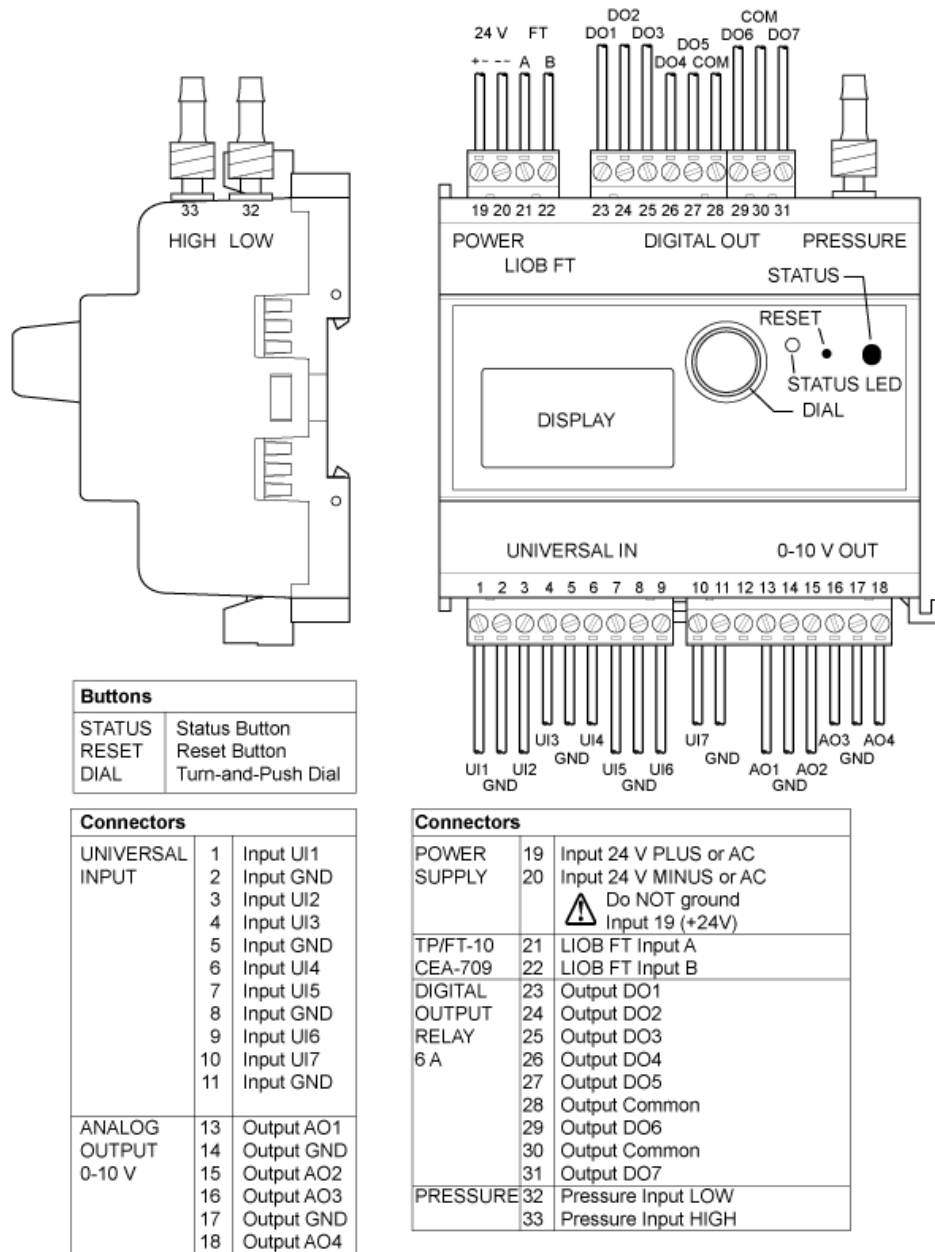 DO2 COM
24 V FT DO1 DO3 DO6 DO7
DO5
+~ -~ A B DO4 COM
33 32
HIGH LOW
19 20 21 22 23 24 25 26 27 28 29 30 31
POWER DIGITAL OUT PRESSURE
LIOB FT
STATUS
RESET
STATUS LED
DIAL
DISPLAY
UNIVERSAL IN 0-10 V OUT
1 2 3 4 5 6 7 8 9 10 11 12 13 14 15 16 17 18
UI3 UI4 UI7 AO3 AO4
GND GND GND
UI1 UI2 UI5 UI6 AO1 AO2
GND GND GND
Buttons
STATUS Status Button
RESET Reset Button
DIAL Turn-and-Push Dial
Connectors
UNIVERSAL 1 Input UI1
INPUT 2 Input GND
3 Input UI2
4 Input UI3
5 Input GND
6 Input UI4
7 Input UI5
8 Input GND
9 Input UI6
10 Input UI7
11 Input GND
ANALOG 13 Output AO1
OUTPUT 14 Output GND
0-10 V 15 Output AO2
16 Output AO3
17 Output GND
18 Output AO4
Connectors
POWER 19 Input 24 V PLUS or AC
SUPPLY 20 Input 24 V MINUS or AC
Do NOT ground
Input 19 (+24V)
TP/FT-10 21 LIOB FT Input A
CEA-709 22 LIOB FT Input B
DIGITAL 23 Output DO1
OUTPUT 24 Output DO2
RELAY 25 Output DO3
6 A 26 Output DO4
27 Output DO5
28 Output Common
29 Output DO6
30 Output Common
31 Output DO7
PRESSURE 32 Pressure Input LOW
33 Pressure Input HIGH